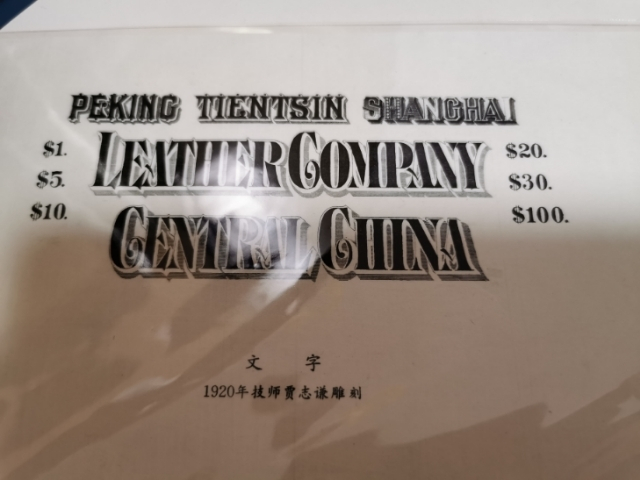 PEKING TIENTSIN SHANGHAI
$1. LEATHER COMPANY $20.
$5. $30.
$10. CENTRAL CHINA $100.
文 字
1920年技师贾志谦雕刻